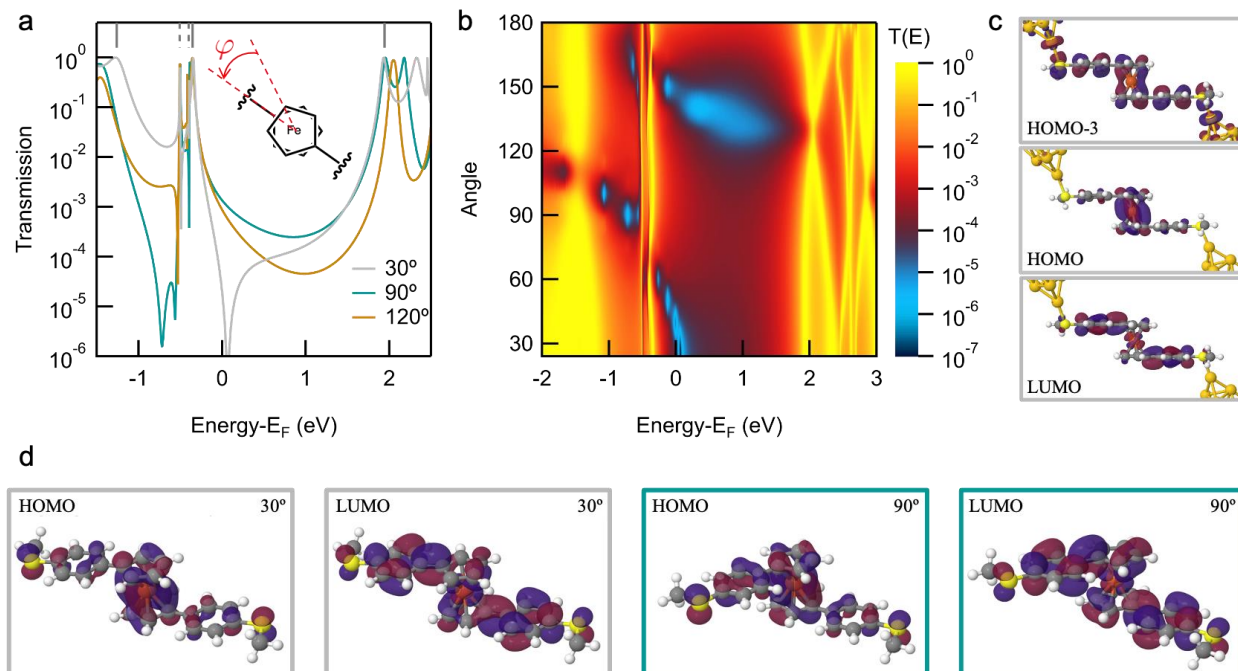 a
Transmission
10^0
10^-1
10^-2
10^-3
10^-4
10^-5
10^-6
φ
Fe
30º
90º
120º
-1 0 1 2
Energy-E_F (eV)
b
Angle
180
150
120
90
60
30
-2 -1 0 1 2 3
Energy-E_F (eV)
T(E)
10^0
10^-1
10^-2
10^-3
10^-4
10^-5
10^-6
10^-7
c
HOMO-3
HOMO
LUMO
d
HOMO 30º
LUMO 30º
HOMO 90º
LUMO 90º